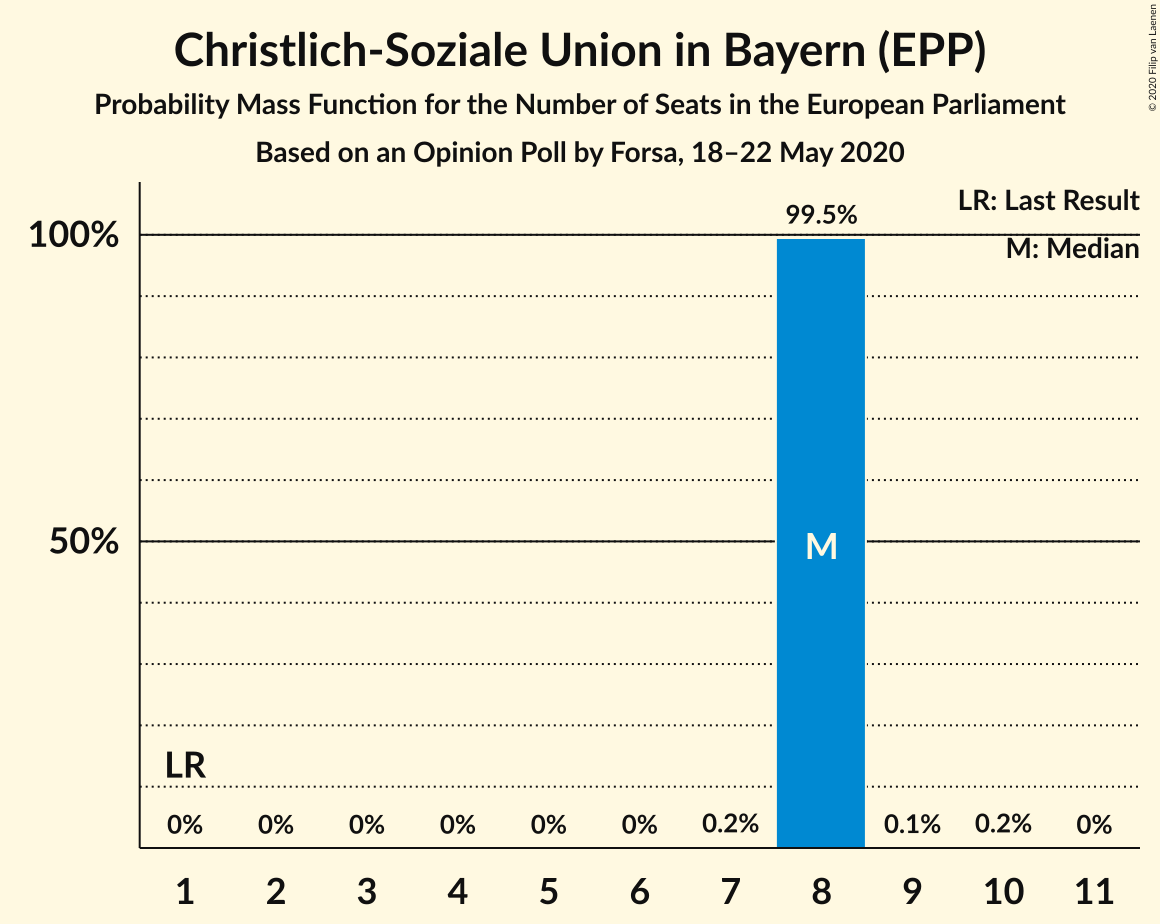 Christlich-Soziale Union in Bayern (EPP)
Probability Mass Function for the Number of Seats in the European Parliament
Based on an Opinion Poll by Forsa, 18–22 May 2020
© 2020 Filip van Laenen
LR: Last Result
M: Median
100%
50%
99.5%
M
LR
0% 0% 0% 0% 0% 0% 0.2% 0.1% 0.2% 0%
1 2 3 4 5 6 7 8 9 10 11